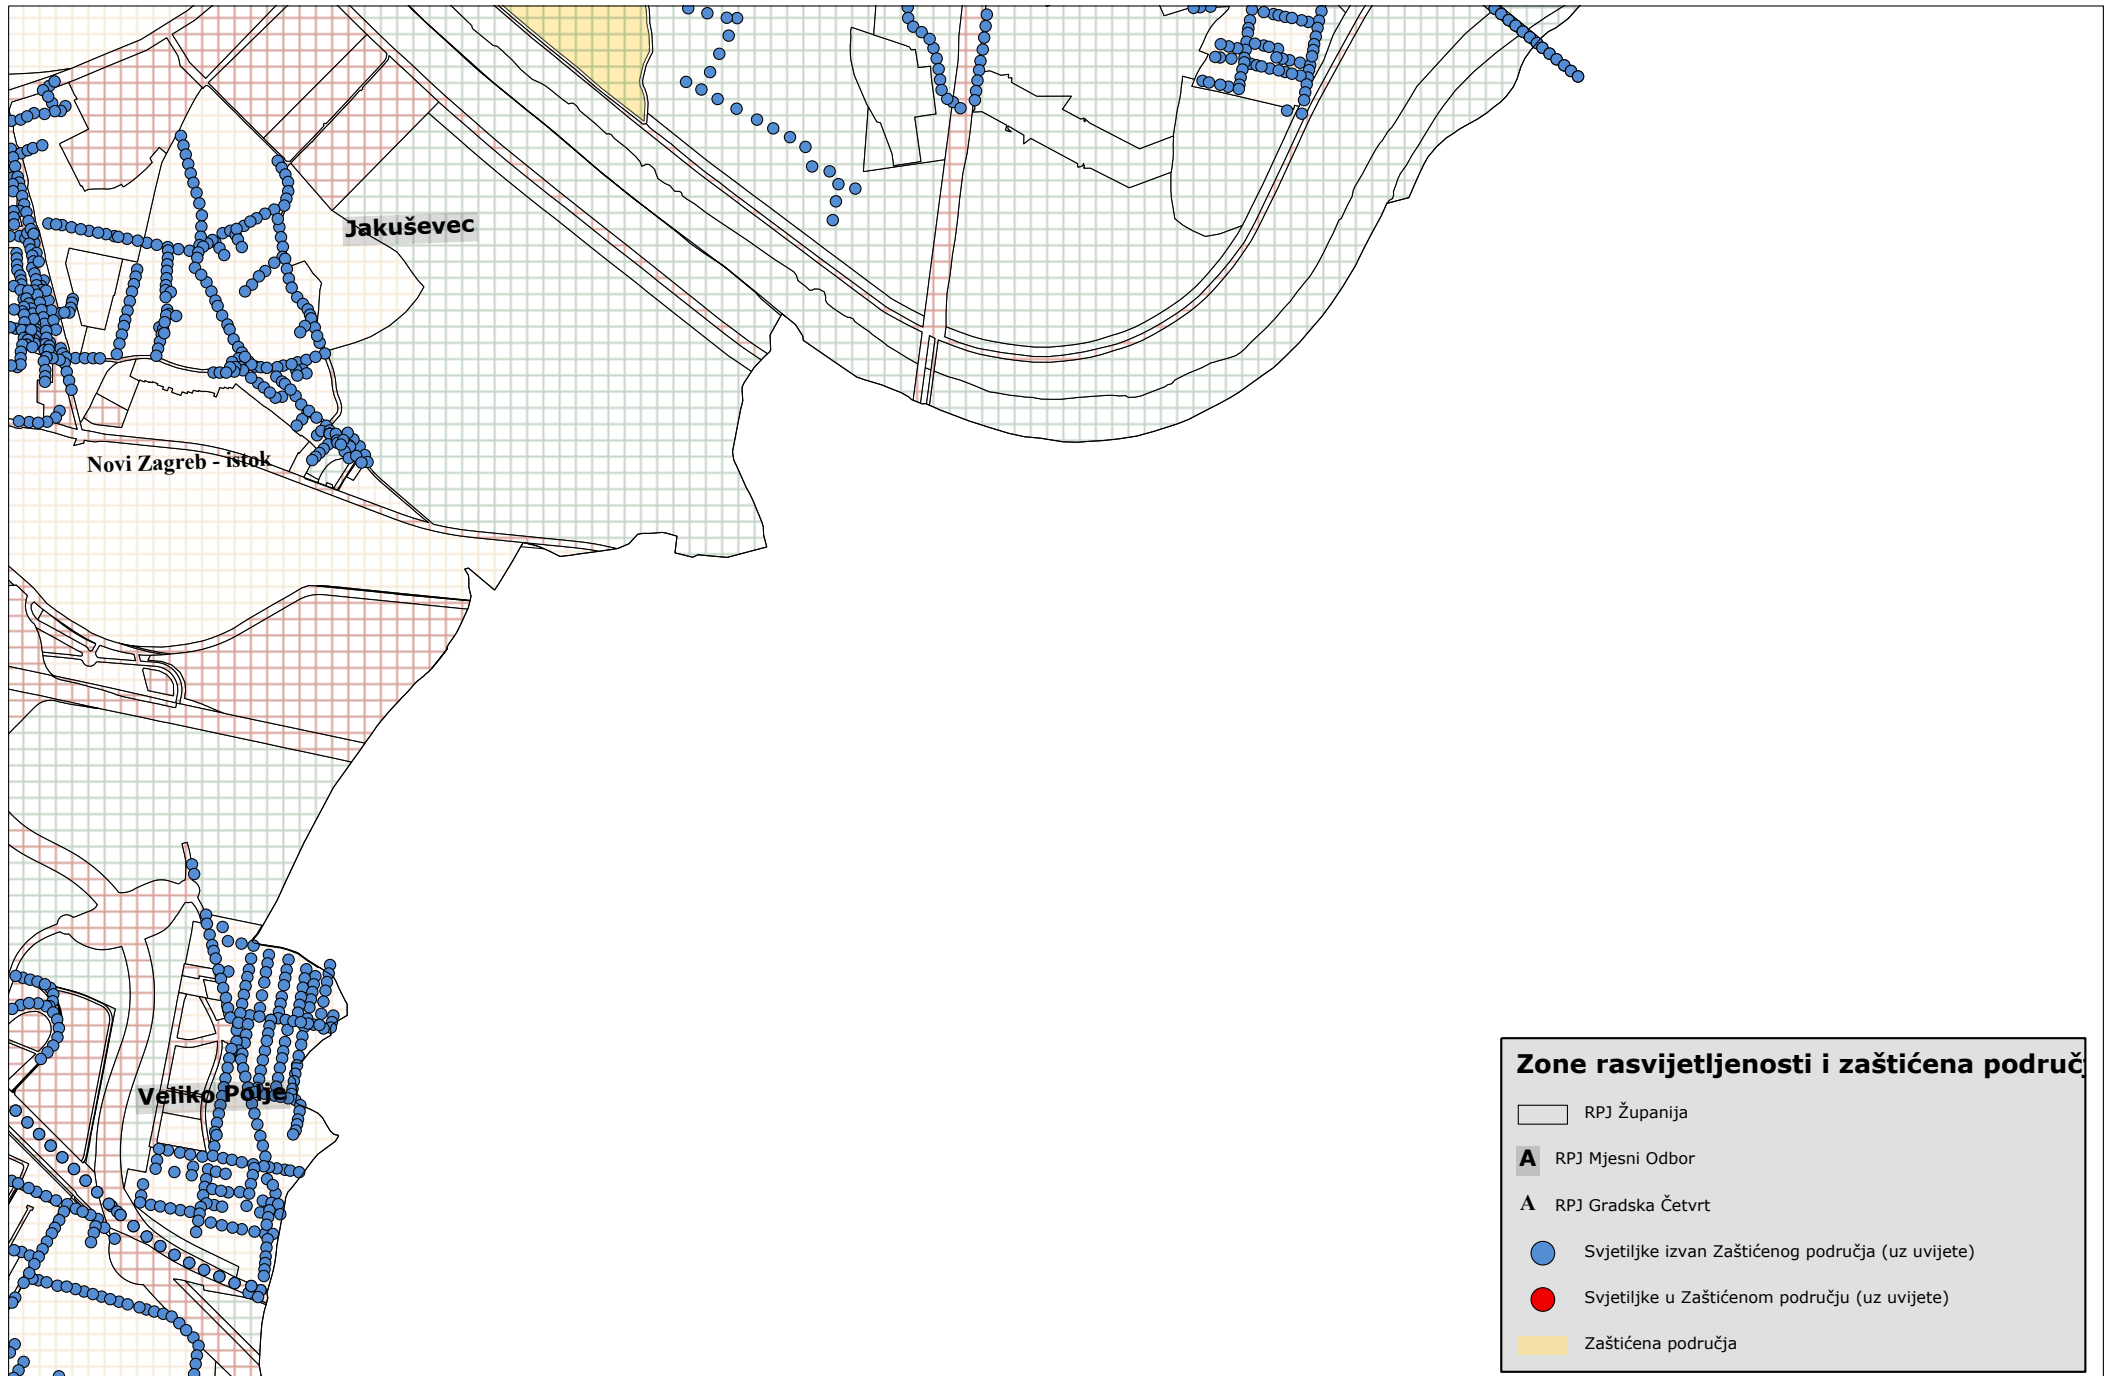 Jakuševec
Novi Zagreb - istok
Veliko Polje
Zone rasvijetljenosti i zaštićena područj
RPJ Županija
A RPJ Mjesni Odbor
A RPJ Gradska Četvrt
Svjetiljke izvan Zaštićenog područja (uz uvijete)
Svjetiljke u Zaštićenom području (uz uvijete)
Zaštićena područja